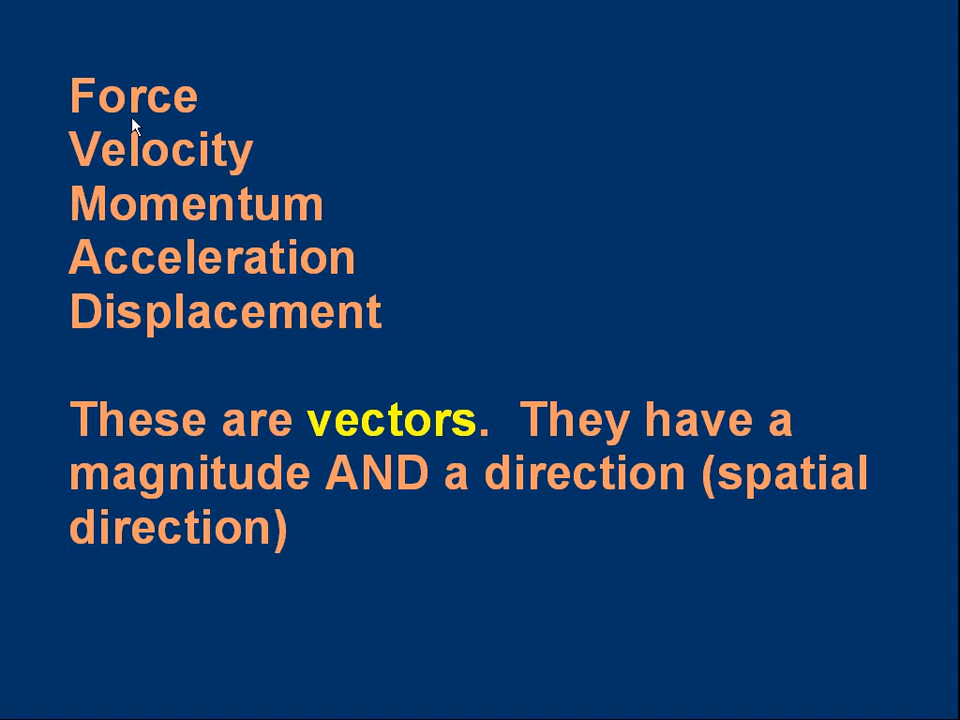 Force
Velocity
Momentum
Acceleration
Displacement
These are vectors.  They have a
magnitude AND a direction (spatial
direction)